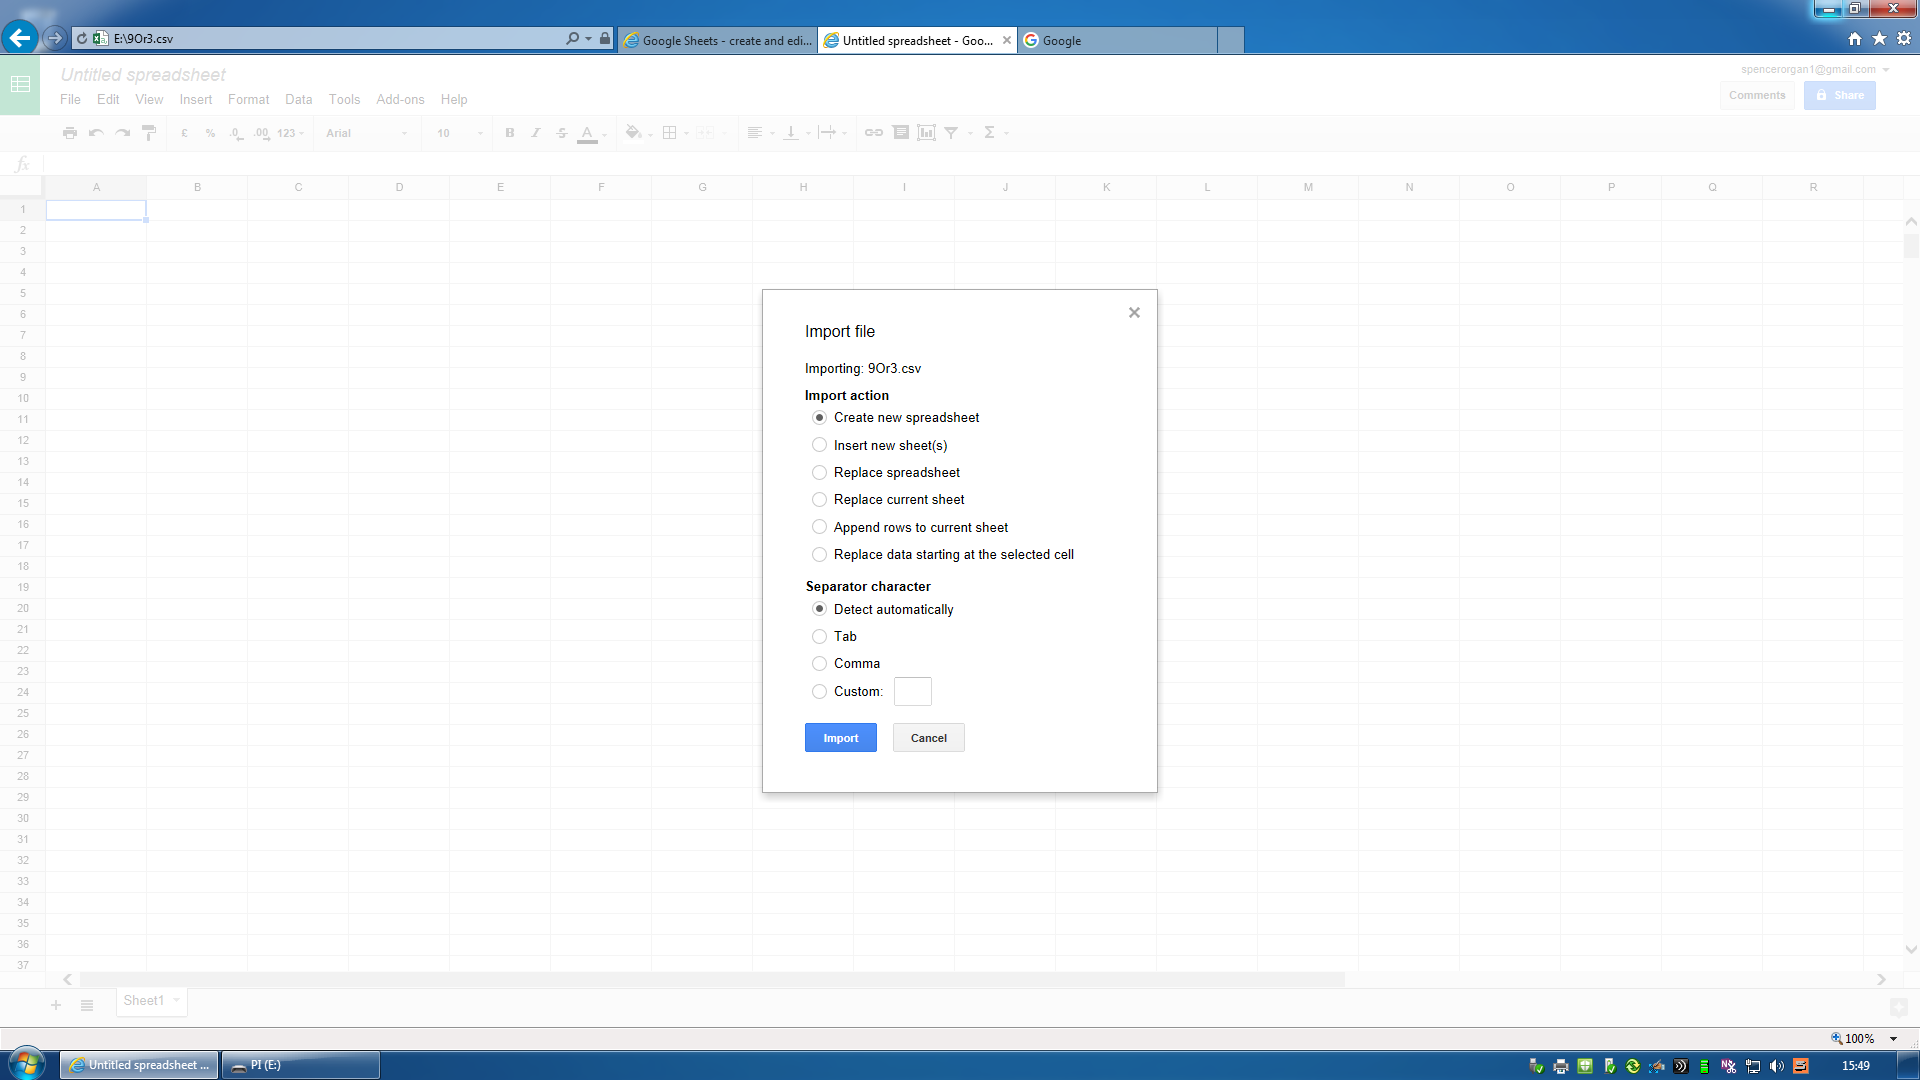 E:\9Or3.csv
Google Sheets - create and edi...
Untitled spreadsheet - Goo...
Google
Untitled spreadsheet
spencerorgan1@gmail.com
File Edit View Insert Format Data Tools Add-ons Help
Comments
Share
£ % .0 .00 123 Arial 10 B I S A Σ
fx
A B C D E F G H I J K L M N O P Q R
1
2
3
4
5
6
7
8
9
10
11
12
13
14
15
16
17
18
19
20
21
22
23
24
25
26
27
28
29
30
31
32
33
34
35
36
37
Import file
Importing: 9Or3.csv
Import action
Create new spreadsheet
Insert new sheet(s)
Replace spreadsheet
Replace current sheet
Append rows to current sheet
Replace data starting at the selected cell
Separator character
Detect automatically
Tab
Comma
Custom:
Import Cancel
Sheet1
100%
Untitled spreadsheet ...
PI (E:)
15:49